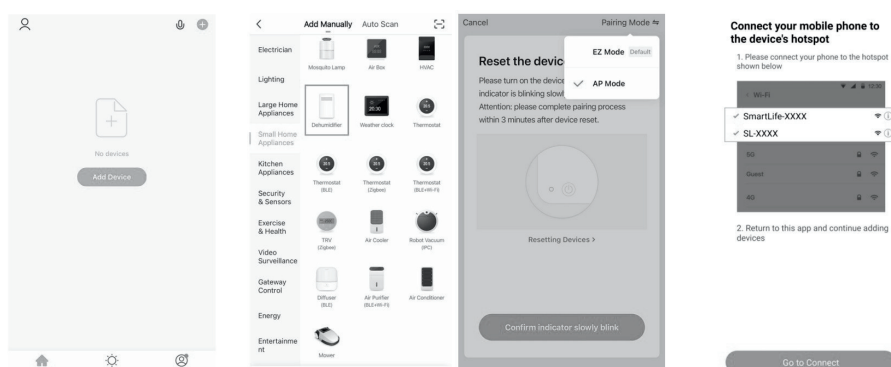 No devices
Add Device
Add Manually Auto Scan
Electrician
Lighting
Large Home
Appliances
Small Home
Appliances
Kitchen
Appliances
Security
& Sensors
Exercise
& Health
Video
Surveillance
Gateway
Control
Energy
Entertainme
nt
Mosquito Lamp
Air Box
HVAC
Dehumidifier
Weather clock
Thermostat
Thermostat
(BLE)
Thermostat
(Zigbee)
Thermostat
(BLE+Wi-Fi)
TRV
(Zigbee)
Air Cooler
Robot Vacuum
(IPC)
Diffuser
(BLE)
Air Purifier
(BLE+Wi-Fi)
Air Conditioner
Mower
Cancel
Pairing Mode
EZ Mode Default
AP Mode
Reset the devic
Please turn on the device
indicator is blinking slowl
Attention: please complete pairing process
within 3 minutes after device reset.
Resetting Devices >
Confirm indicator slowly blink
Connect your mobile phone to
the device's hotspot
1. Please connect your phone to the hotspot
shown below
Wi-Fi
SmartLife-XXXX
SL-XXXX
Guest
2. Return to this app and continue adding
devices
Go to Connect